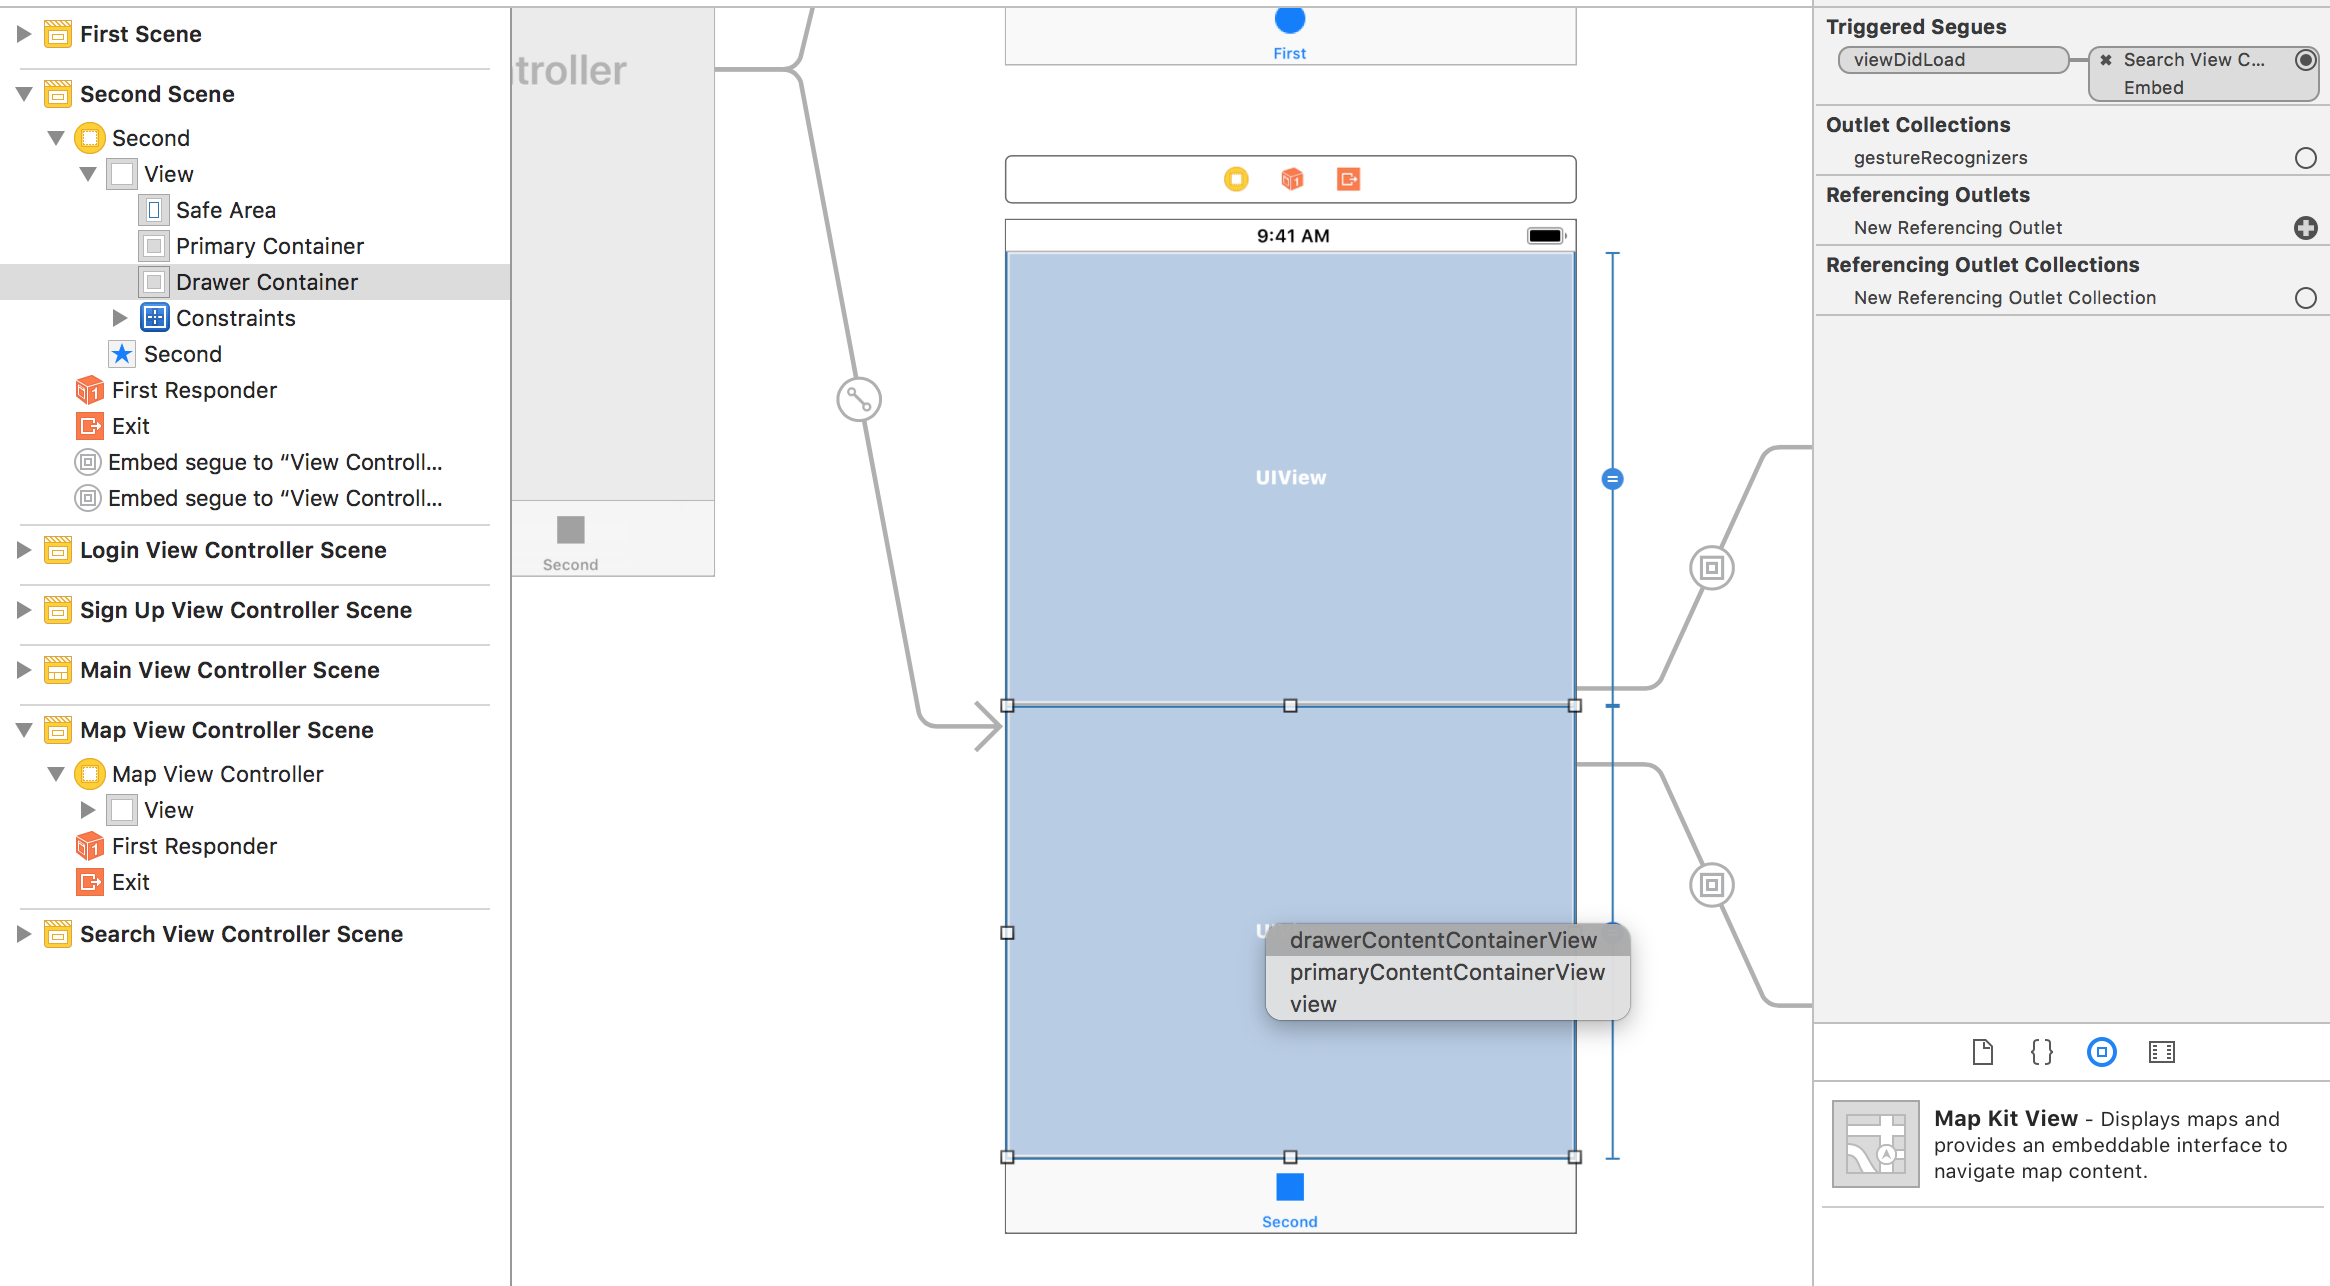 First Scene
Second Scene
Second
View
Safe Area
Primary Container
Drawer Container
Constraints
Second
First Responder
Exit
Embed segue to “View Controll...
Embed segue to “View Controll...
Login View Controller Scene
Sign Up View Controller Scene
Main View Controller Scene
Map View Controller Scene
Map View Controller
View
First Responder
Exit
Search View Controller Scene
ntroller
Second
First
9:41 AM
UIView
drawerContentContainerView
primaryContentContainerView
view
Second
Triggered Segues
viewDidLoad
Search View C...
Embed
Outlet Collections
gestureRecognizers
Referencing Outlets
New Referencing Outlet
Referencing Outlet Collections
New Referencing Outlet Collection
Map Kit View - Displays maps and
provides an embeddable interface to
navigate map content.